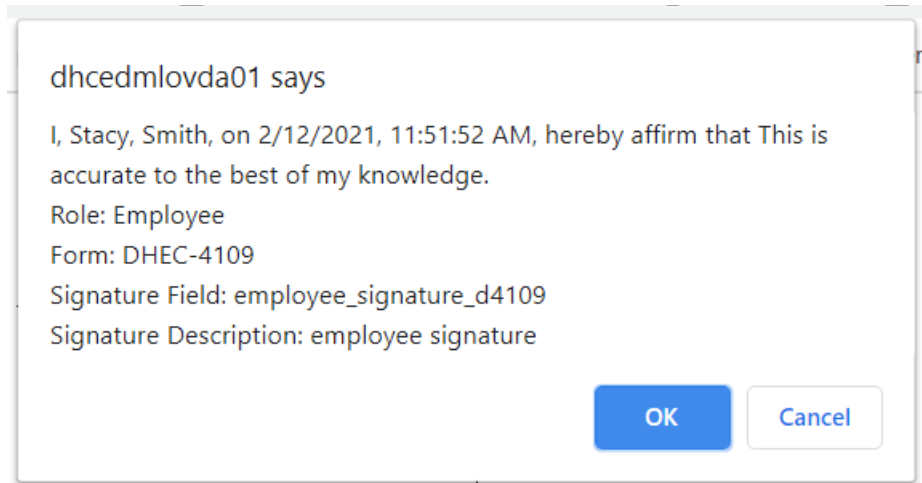 dhcedmlovda01 says
I, Stacy, Smith, on 2/12/2021, 11:51:52 AM, hereby affirm that This is
accurate to the best of my knowledge.
Role: Employee
Form: DHEC-4109
Signature Field: employee_signature_d4109
Signature Description: employee signature
OK
Cancel